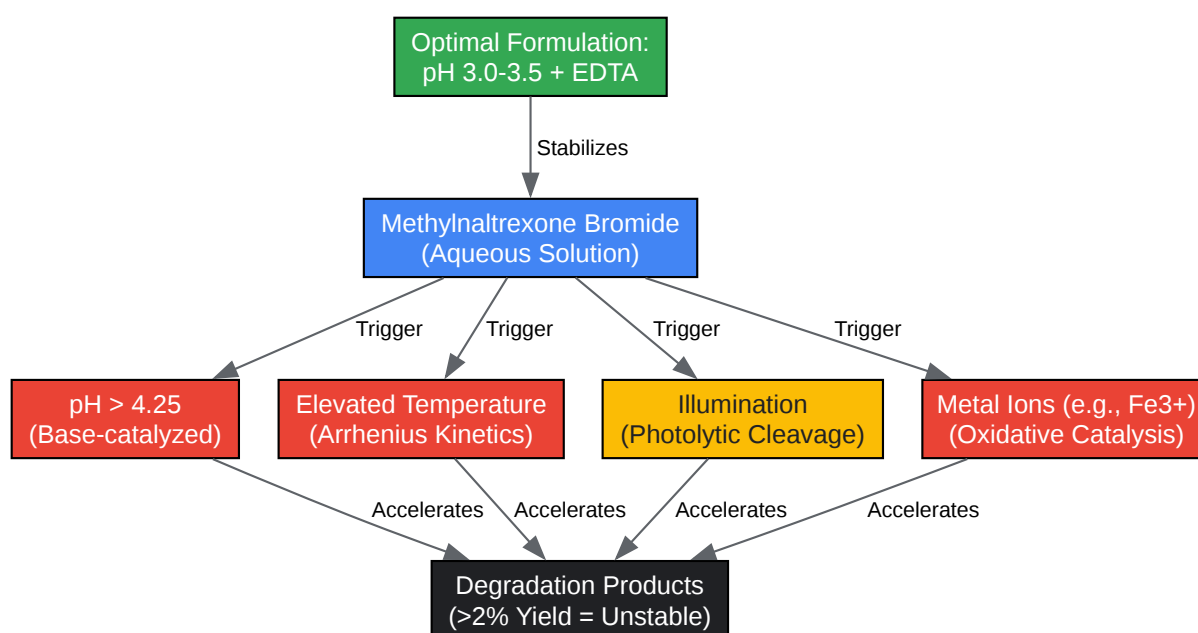 Optimal Formulation:
pH 3.0-3.5 + EDTA
Stabilizes
Methylnaltrexone Bromide
(Aqueous Solution)
Trigger
Trigger
Trigger
Trigger
pH > 4.25
(Base-catalyzed)
Elevated Temperature
(Arrhenius Kinetics)
Illumination
(Photolytic Cleavage)
Metal Ions (e.g., Fe3+)
(Oxidative Catalysis)
Accelerates
Accelerates
Accelerates
Accelerates
Degradation Products
(>2% Yield = Unstable)